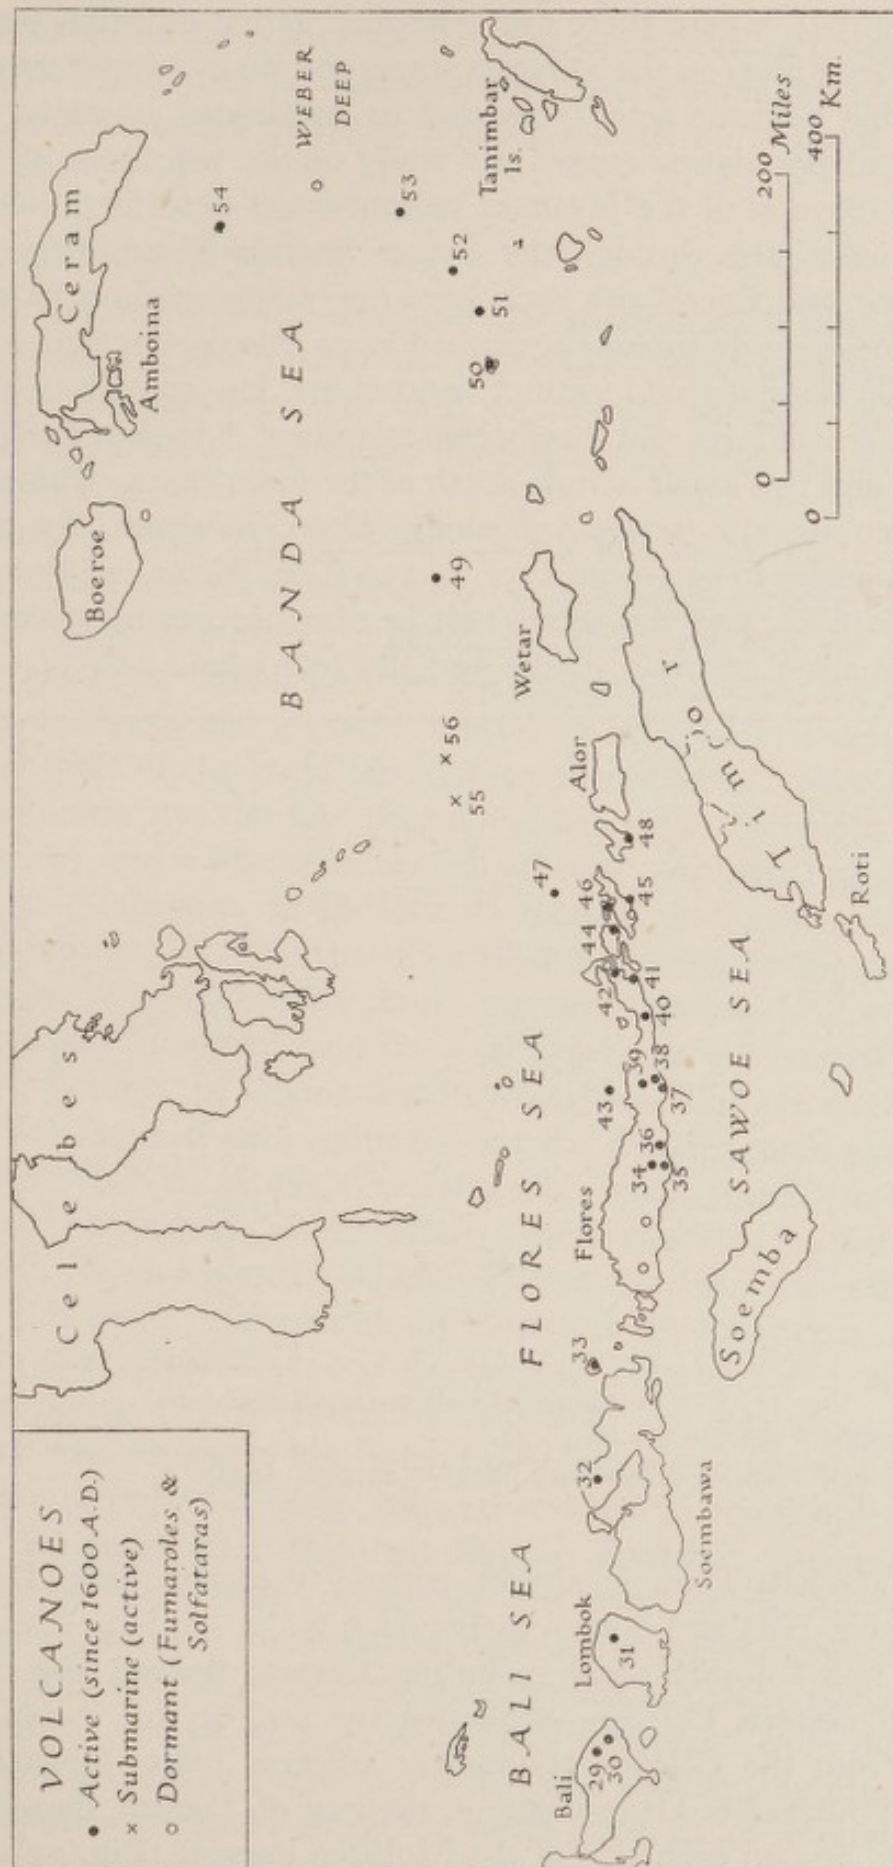 VOLCANOES
• Active (since 1600 A.D.)
× Submarine (active)
○ Dormant (Fumaroles &
Solfataras)
Celebes
Boeroe
Ceram
Amboina
54
WEBER
DEEP
BANDA SEA
53
52
51
50
49
56
55
47
Tanimbar
Is.
BALI SEA
FLORES SEA
Wetar
Alor
Bali
29
30
Lombok
31
32
33
Soembawa
Flores
34
35
36
37
38
39
40
41
42
43
44
45
46
48
Timor
Soemba
SAWOE SEA
Roti
0 200 Miles
0 400 Km.